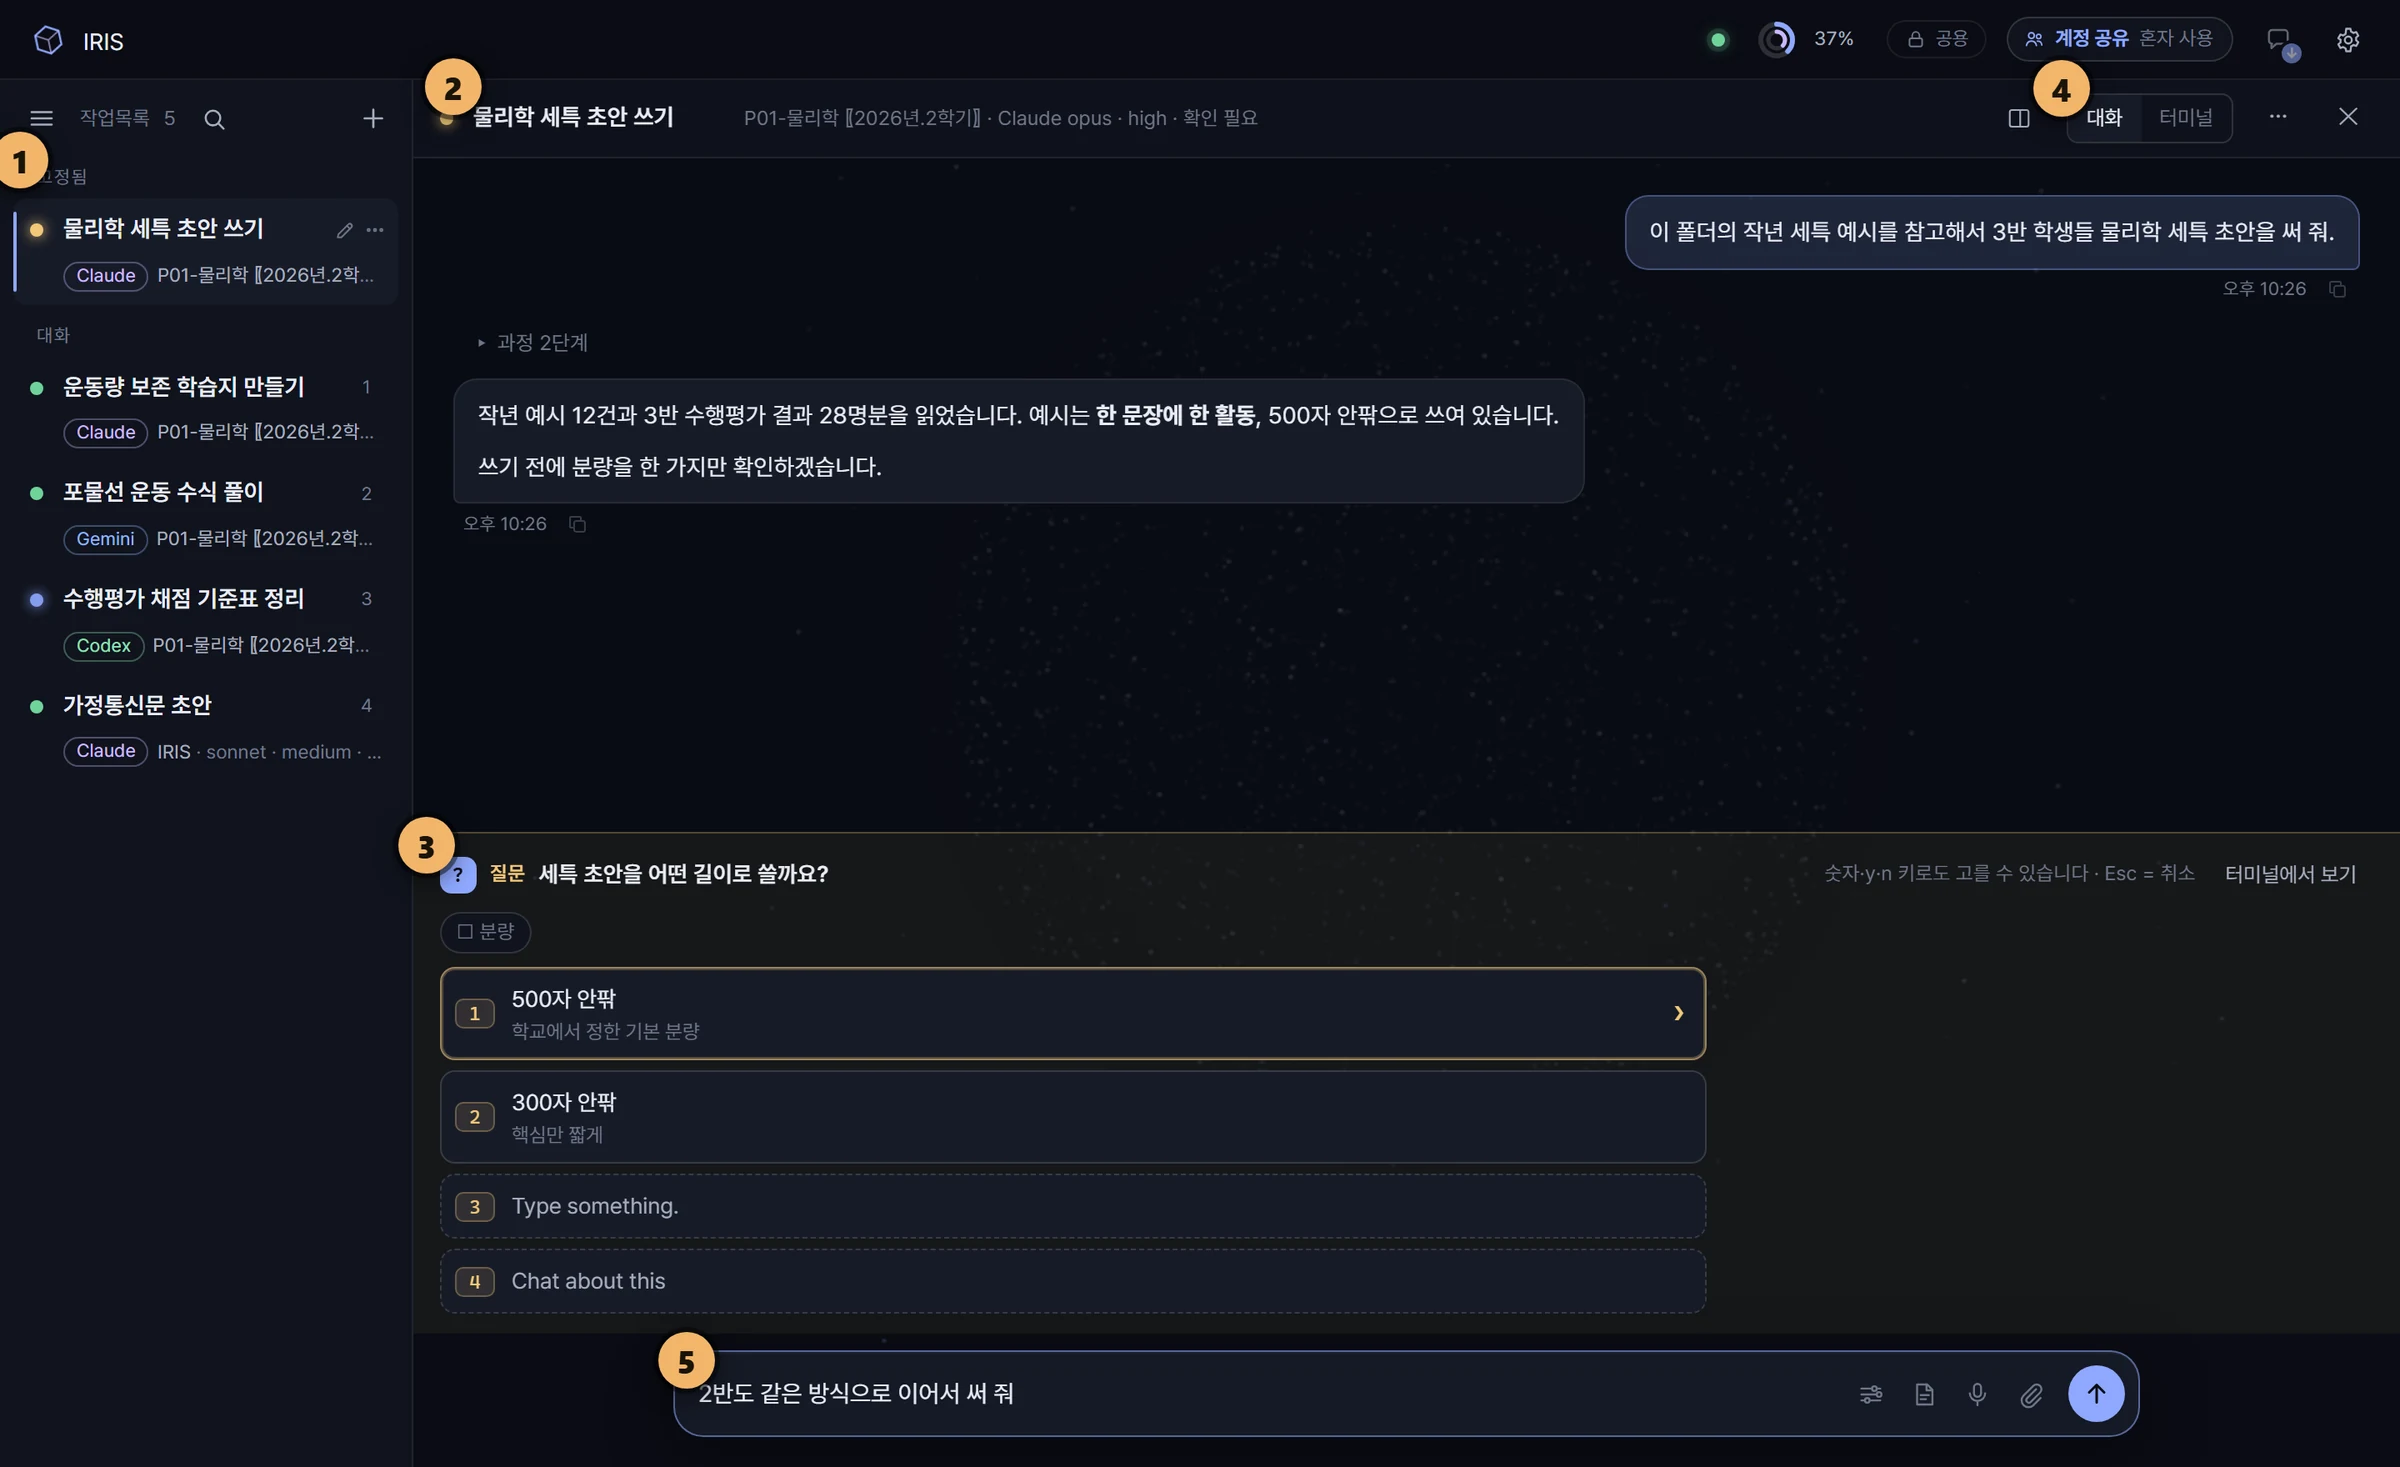 IRIS
37%
공용
계정 공유 혼자 사용
작업목록 5
1
고정됨
물리학 세특 초안 쓰기
Claude P01-물리학 〚2026년.2학...
대화
운동량 보존 학습지 만들기 1
Claude P01-물리학 〚2026년.2학...
포물선 운동 수식 풀이 2
Gemini P01-물리학 〚2026년.2학...
수행평가 채점 기준표 정리 3
Codex P01-물리학 〚2026년.2학...
가정통신문 초안 4
Claude IRIS · sonnet · medium · ...
2
물리학 세특 초안 쓰기 P01-물리학 〚2026년.2학기〛 · Claude opus · high · 확인 필요
4
대화 터미널
이 폴더의 작년 세특 예시를 참고해서 3반 학생들 물리학 세특 초안을 써 줘.
오후 10:26
과정 2단계
작년 예시 12건과 3반 수행평가 결과 28명분을 읽었습니다. 예시는 한 문장에 한 활동, 500자 안팎으로 쓰여 있습니다.
쓰기 전에 분량을 한 가지만 확인하겠습니다.
오후 10:26
3
? 질문 세특 초안을 어떤 길이로 쓸까요? 숫자·y·n 키로도 고를 수 있습니다 · Esc = 취소 터미널에서 보기
☐ 분량
1 500자 안팎
학교에서 정한 기본 분량
2 300자 안팎
핵심만 짧게
3 Type something.
4 Chat about this
5
2반도 같은 방식으로 이어서 써 줘